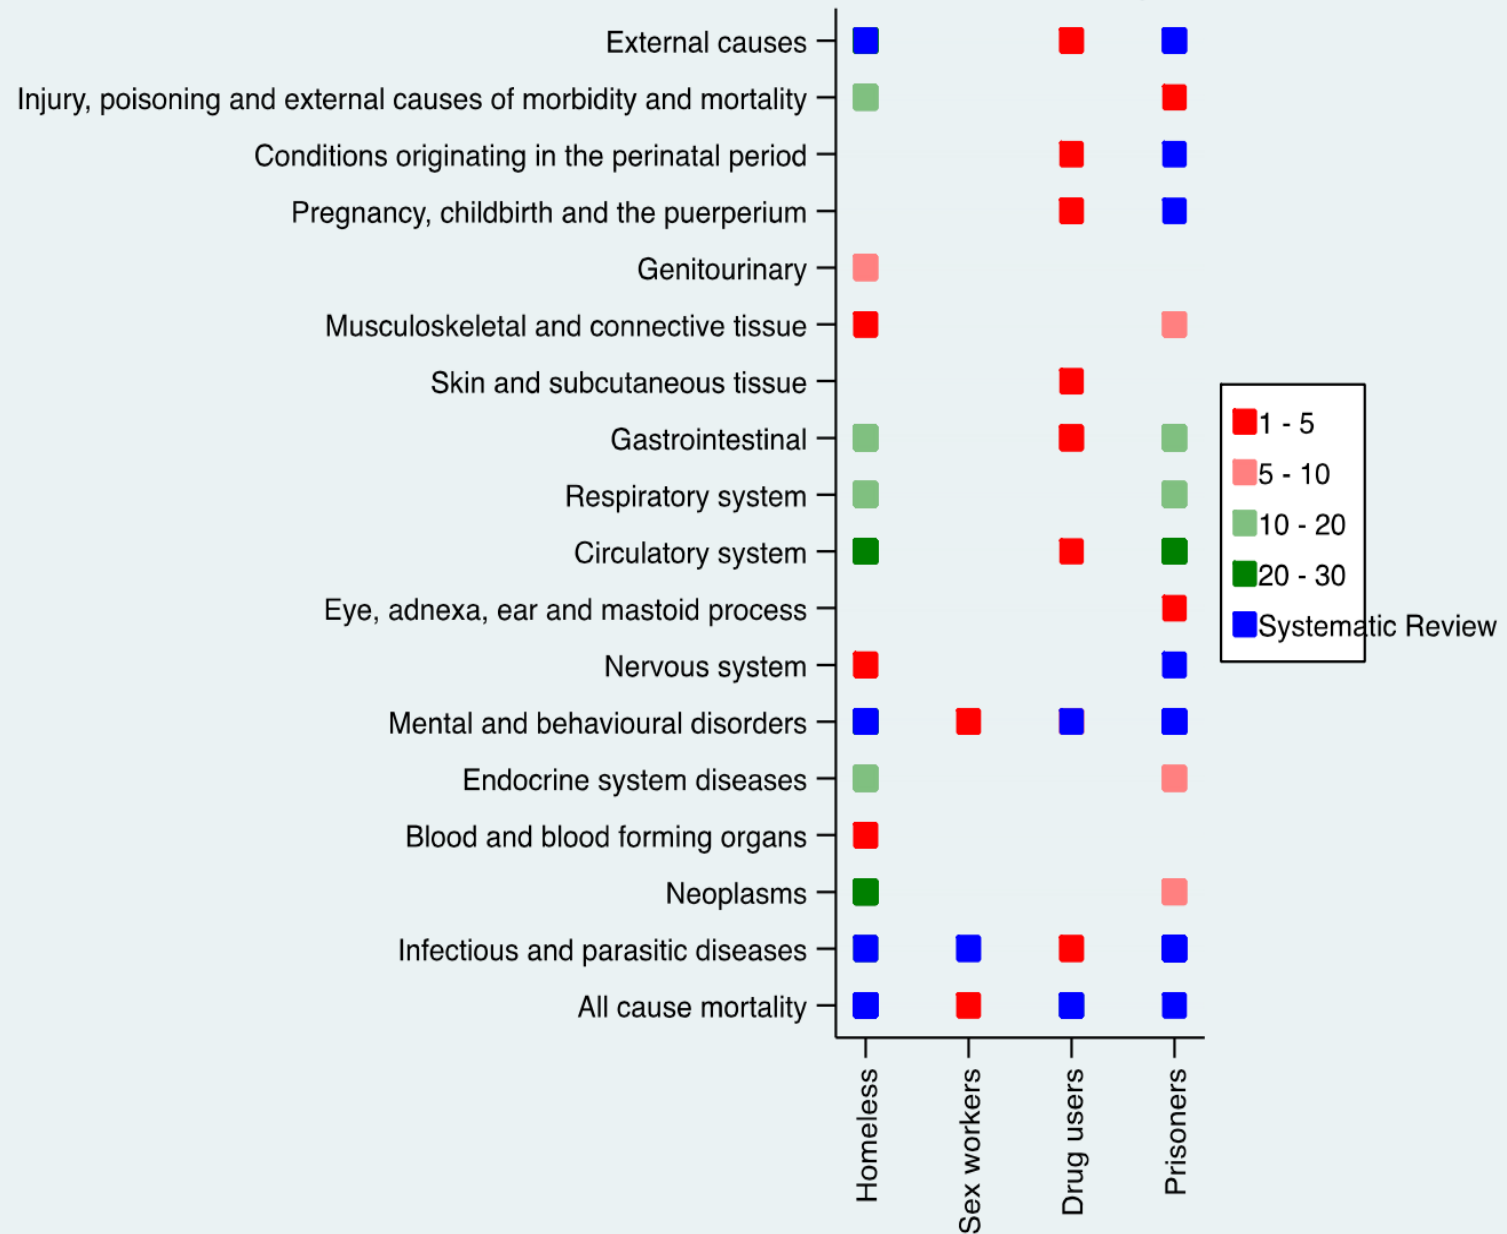 External causes
Injury, poisoning and external causes of morbidity and mortality
Conditions originating in the perinatal period
Pregnancy, childbirth and the puerperium
Genitourinary
Musculoskeletal and connective tissue
Skin and subcutaneous tissue
Gastrointestinal
Respiratory system
Circulatory system
Eye, adnexa, ear and mastoid process
Nervous system
Mental and behavioural disorders
Endocrine system diseases
Blood and blood forming organs
Neoplasms
Infectious and parasitic diseases
All cause mortality
Homeless
Sex workers
Drug users
Prisoners
1 - 5
5 - 10
10 - 20
20 - 30
Systematic Review